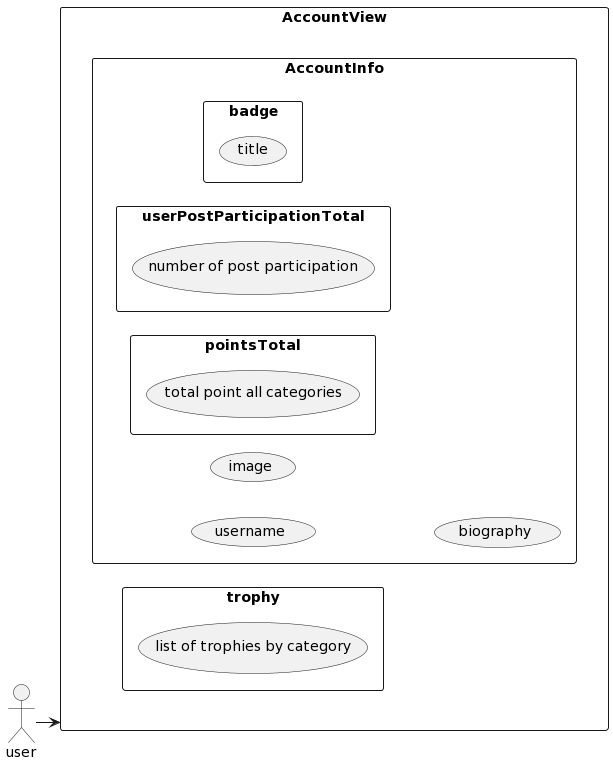 AccountView
AccountInfo
badge
title
userPostParticipationTotal
number of post participation
pointsTotal
total point all categories
image
username
biography
trophy
list of trophies by category
user